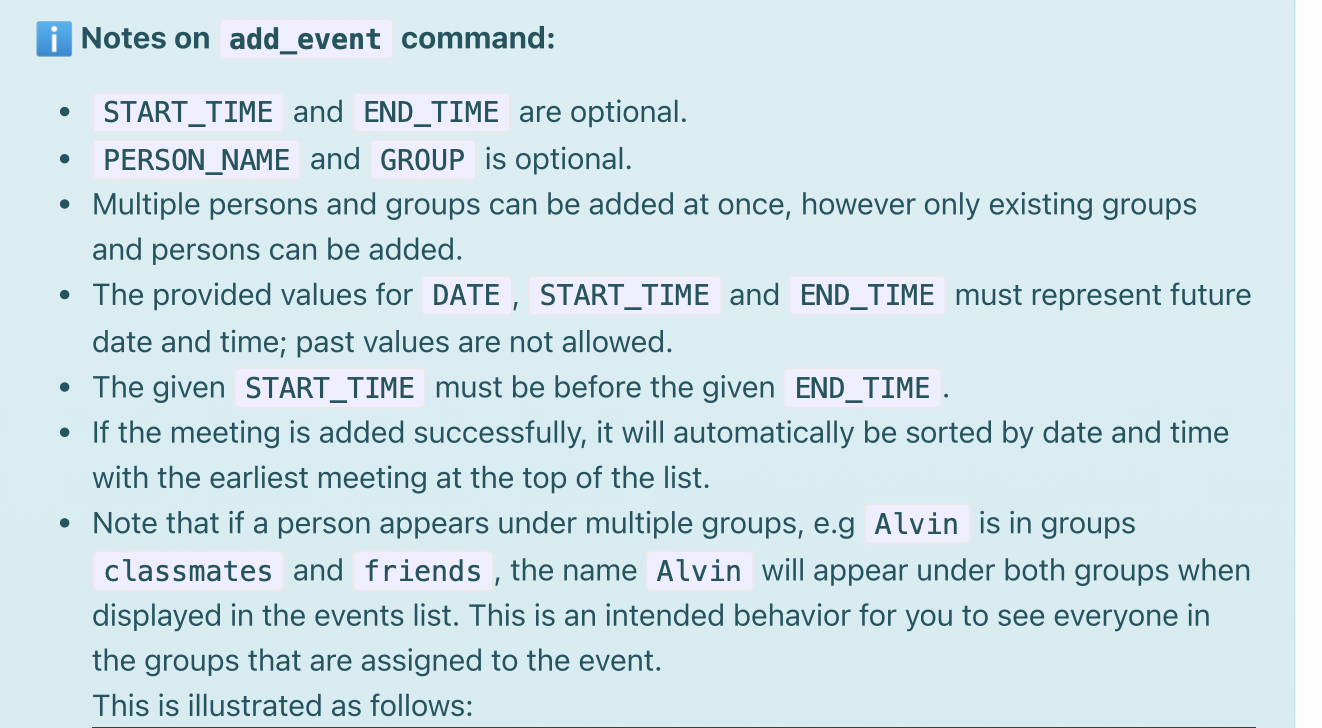 ℹ️ Notes on add_event command:
• START_TIME and END_TIME are optional.
• PERSON_NAME and GROUP is optional.
• Multiple persons and groups can be added at once, however only existing groups
and persons can be added.
• The provided values for DATE, START_TIME and END_TIME must represent future
date and time; past values are not allowed.
• The given START_TIME must be before the given END_TIME.
• If the meeting is added successfully, it will automatically be sorted by date and time
with the earliest meeting at the top of the list.
• Note that if a person appears under multiple groups, e.g Alvin is in groups
classmates and friends, the name Alvin will appear under both groups when
displayed in the events list. This is an intended behavior for you to see everyone in
the groups that are assigned to the event.
This is illustrated as follows: